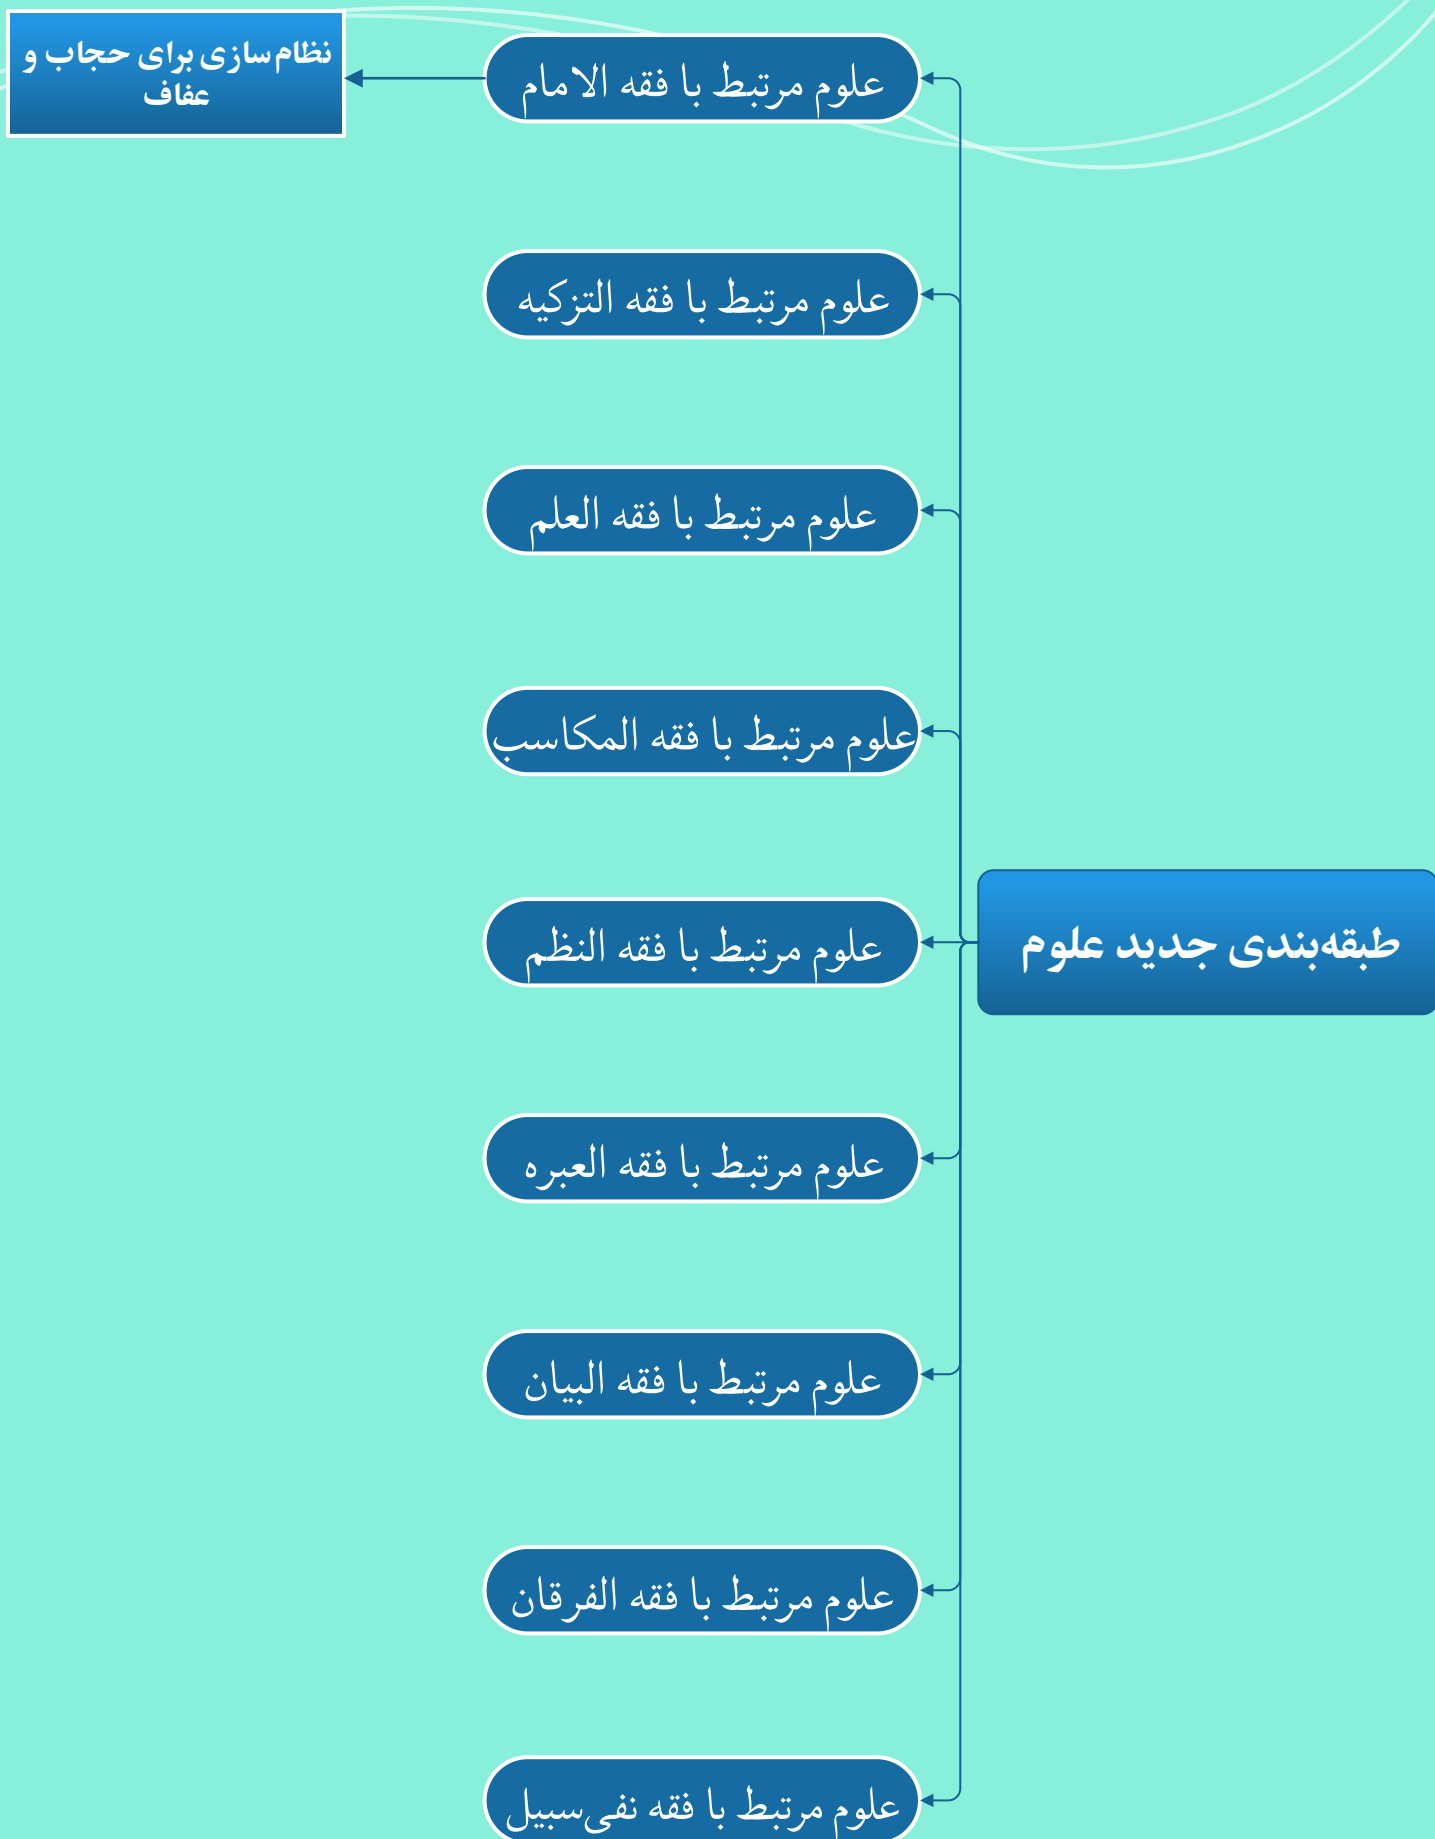 طبقه‌بندی جدید علوم
علوم مرتبط با فقه الامام
نظام‌سازی برای حجاب و
عفاف
علوم مرتبط با فقه التزکیه
علوم مرتبط با فقه العلم
علوم مرتبط با فقه المکاسب
علوم مرتبط با فقه النظم
علوم مرتبط با فقه العبره
علوم مرتبط با فقه البیان
علوم مرتبط با فقه الفرقان
علوم مرتبط با فقه نفی‌سبیل